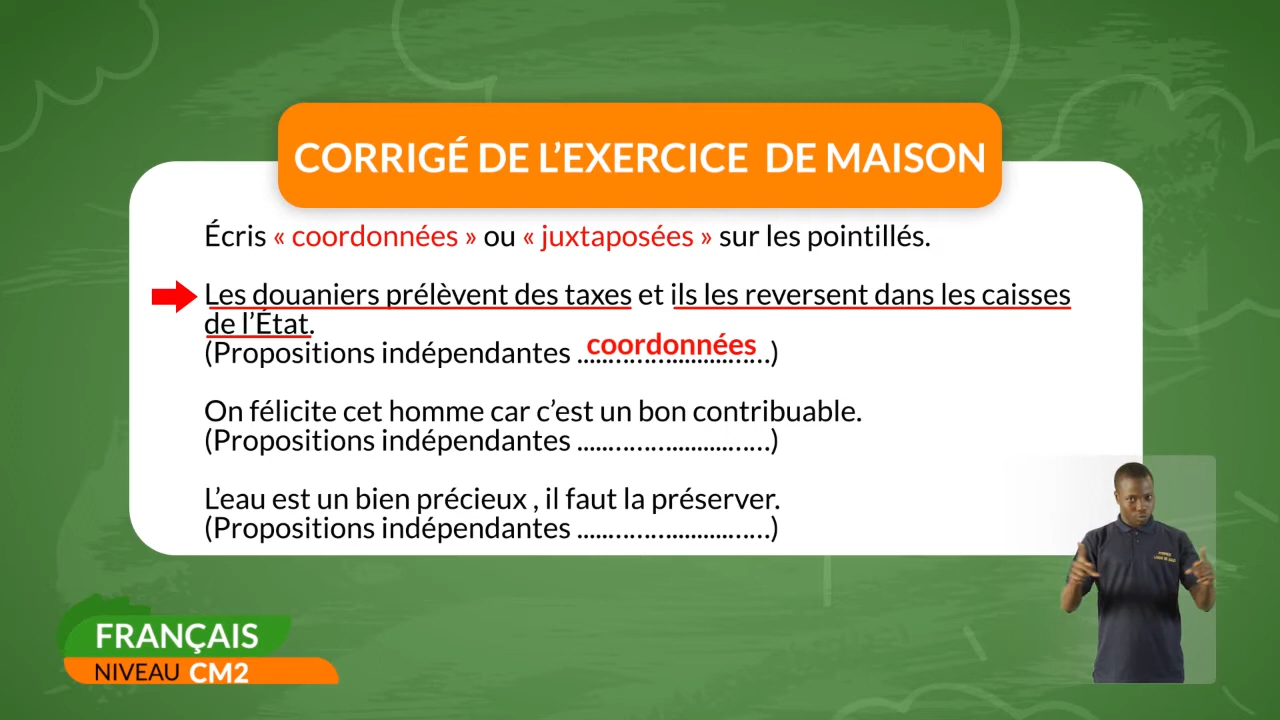 CORRIGÉ DE L'EXERCICE DE MAISON
Écris « coordonnées » ou « juxtaposées » sur les pointillés.
Les douaniers prélèvent des taxes et ils les reversent dans les caisses
de l'État.
(Propositions indépendantes ...coordonnées...)
On félicite cet homme car c'est un bon contribuable.
(Propositions indépendantes ..............................)
L'eau est un bien précieux , il faut la préserver.
(Propositions indépendantes ..............................)
FRANÇAIS
NIVEAU CM2